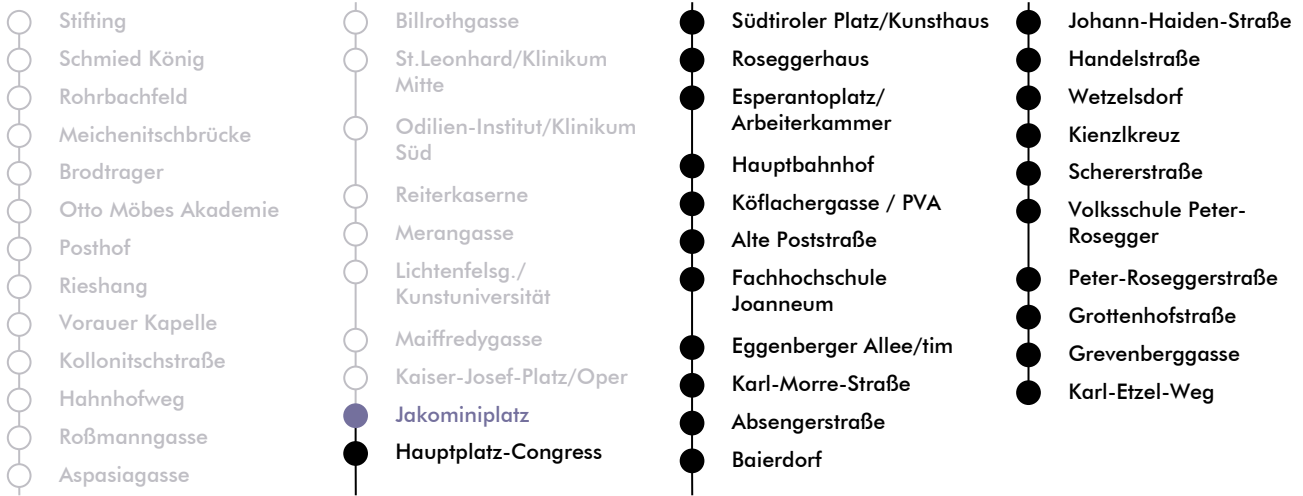 Stifting
Schmied König
Rohrbachfeld
Meichenitschbrücke
Brodtrager
Otto Möbes Akademie
Posthof
Rieshang
Vorauer Kapelle
Kollonitschstraße
Hahnhofweg
Roßmanngasse
Aspasiagasse
Billrothgasse
St.Leonhard/Klinikum
Mitte
Odilien-Institut/Klinikum
Süd
Reiterkaserne
Merangasse
Lichtenfelsg./
Kunstuniversität
Maiffredygasse
Kaiser-Josef-Platz/Oper
Jakominiplatz
Hauptplatz-Congress
Südtiroler Platz/Kunsthaus
Roseggerhaus
Esperantoplatz/
Arbeiterkammer
Hauptbahnhof
Köflachergasse / PVA
Alte Poststraße
Fachhochschule
Joanneum
Eggenberger Allee/tim
Karl-Morre-Straße
Absengerstraße
Baierdorf
Johann-Haiden-Straße
Handelstraße
Wetzelsdorf
Kienzlkreuz
Schererstraße
Volksschule Peter-
Rosegger
Peter-Roseggerstraße
Grottenhofstraße
Grevenberggasse
Karl-Etzel-Weg